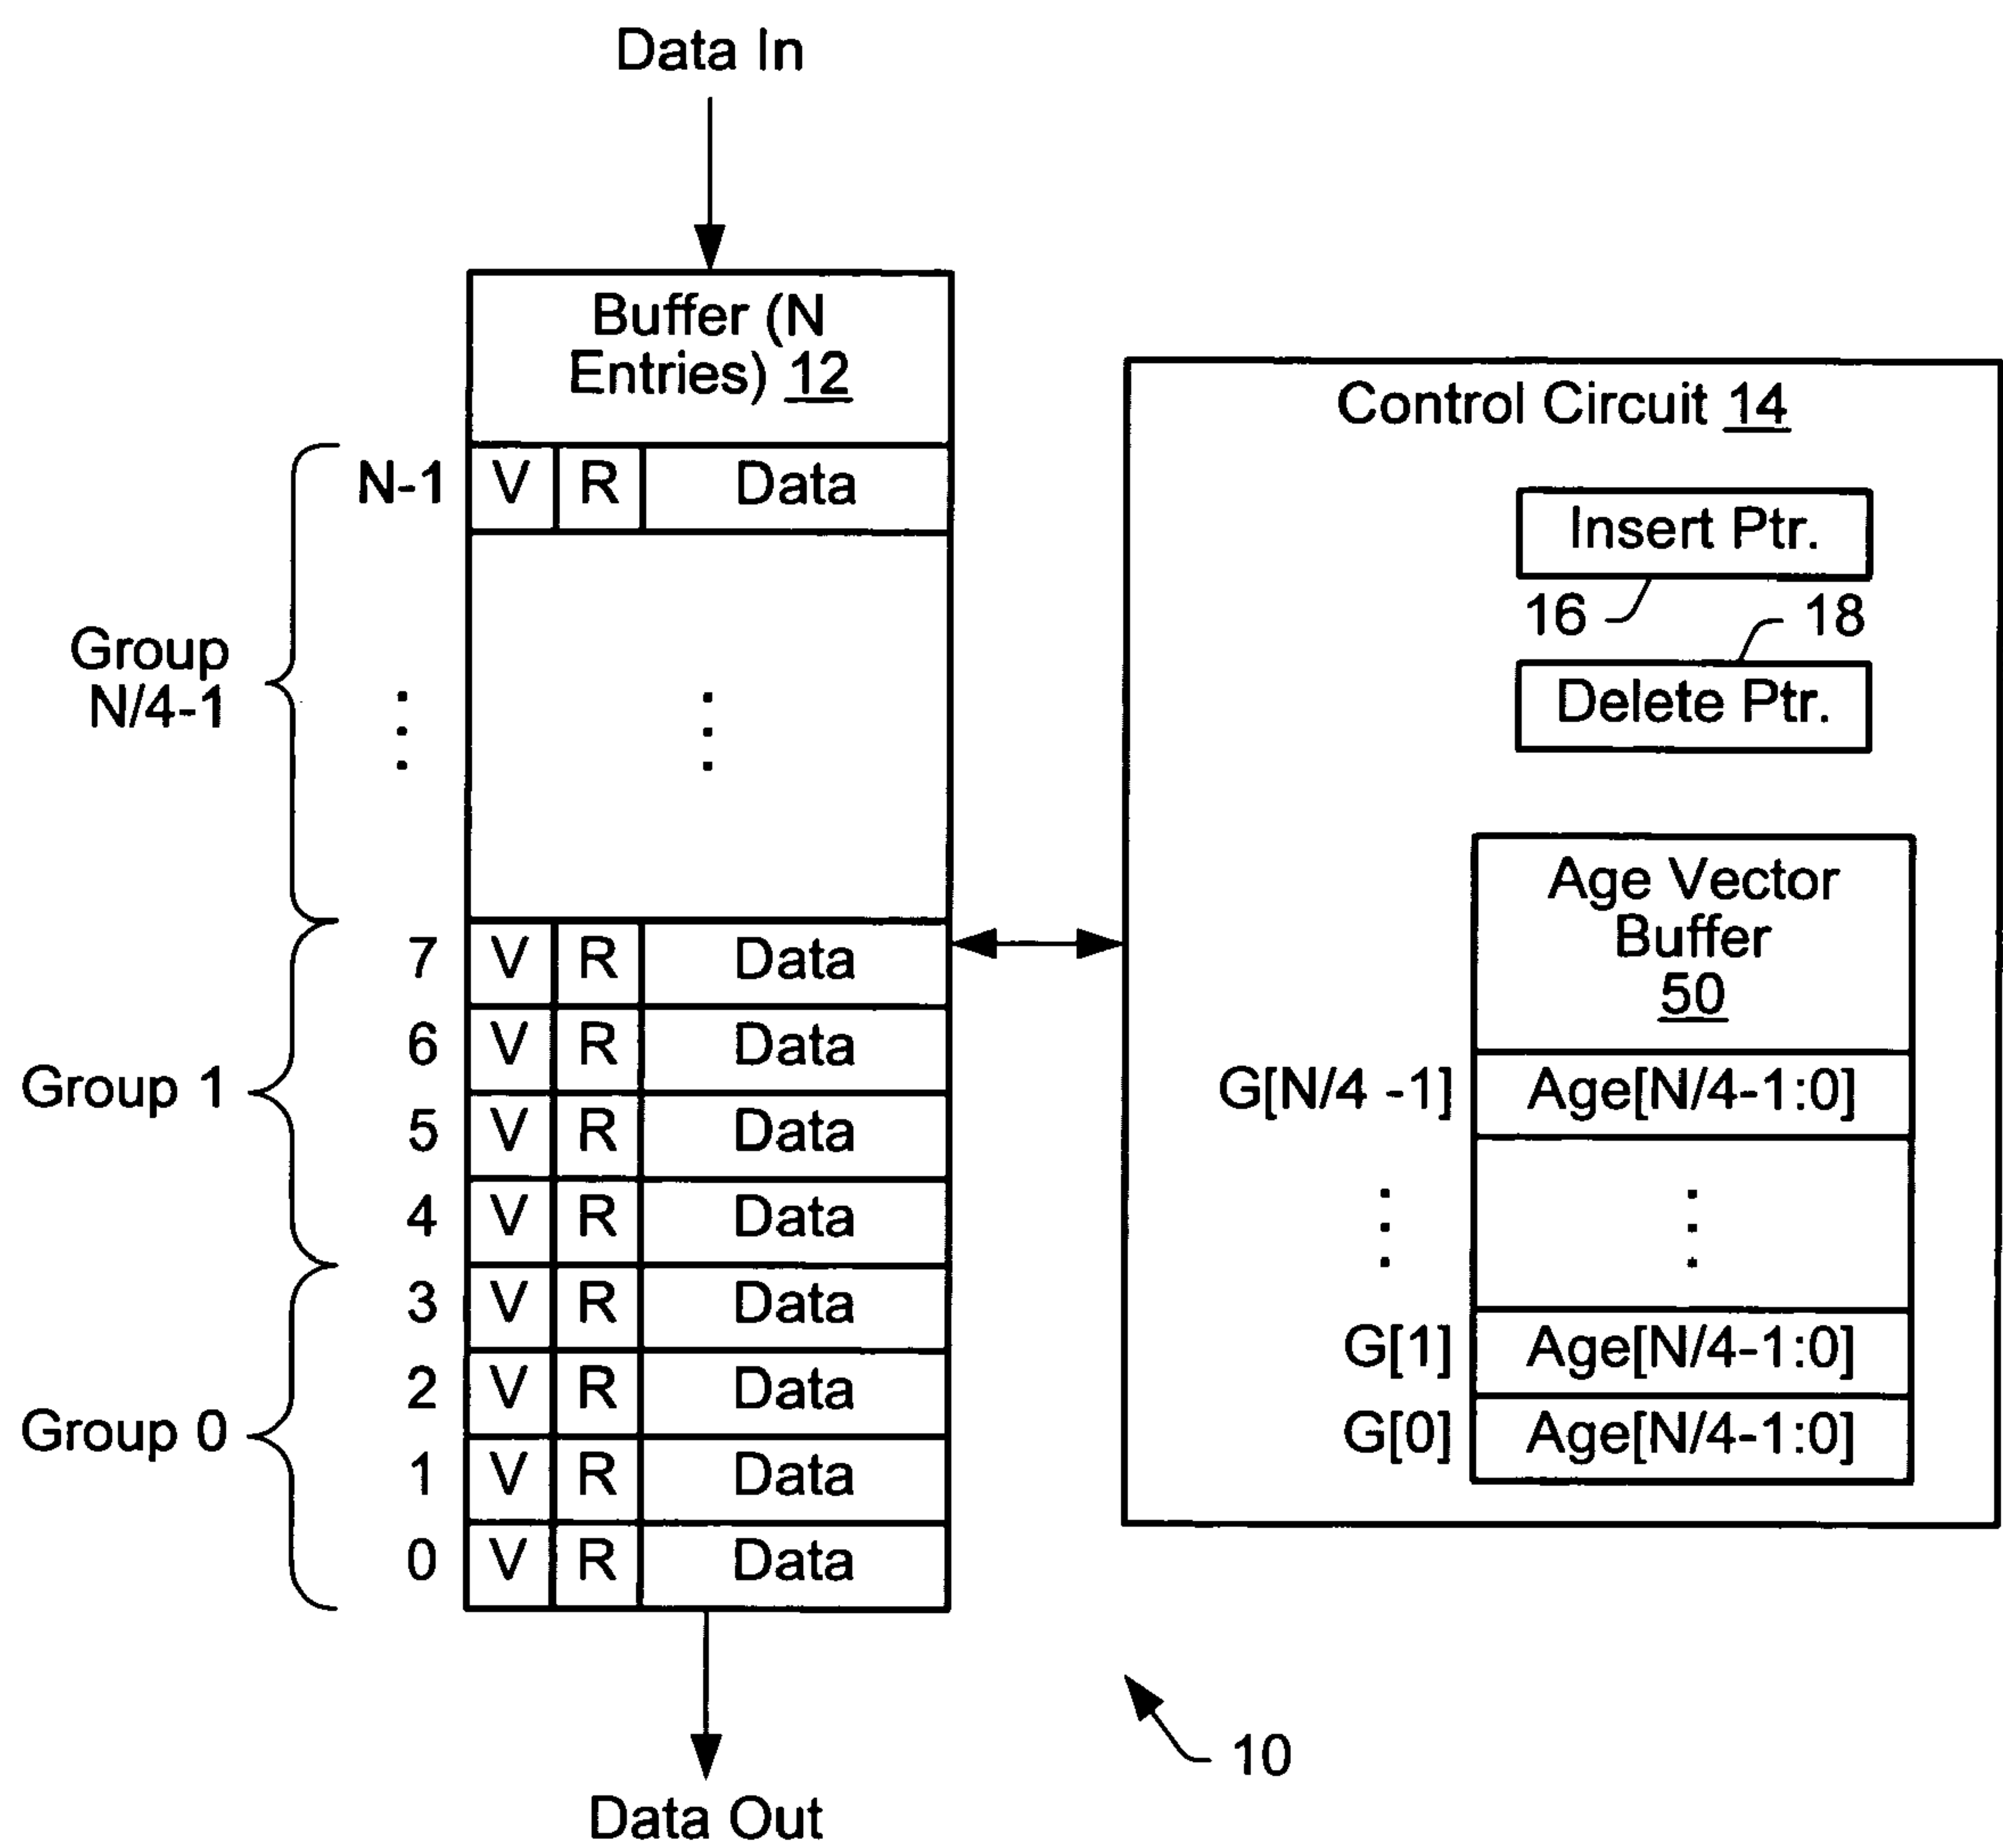 Data In
Buffer (N
Entries) 12
N-1 V R Data
Group
N/4-1
7 V R Data
6 V R Data
Group 1
5 V R Data
4 V R Data
3 V R Data
2 V R Data
Group 0
1 V R Data
0 V R Data
Data Out
Control Circuit 14
Insert Ptr.
16
18
Delete Ptr.
Age Vector
Buffer
50
G[N/4 -1] Age[N/4-1:0]
G[1] Age[N/4-1:0]
G[0] Age[N/4-1:0]
10